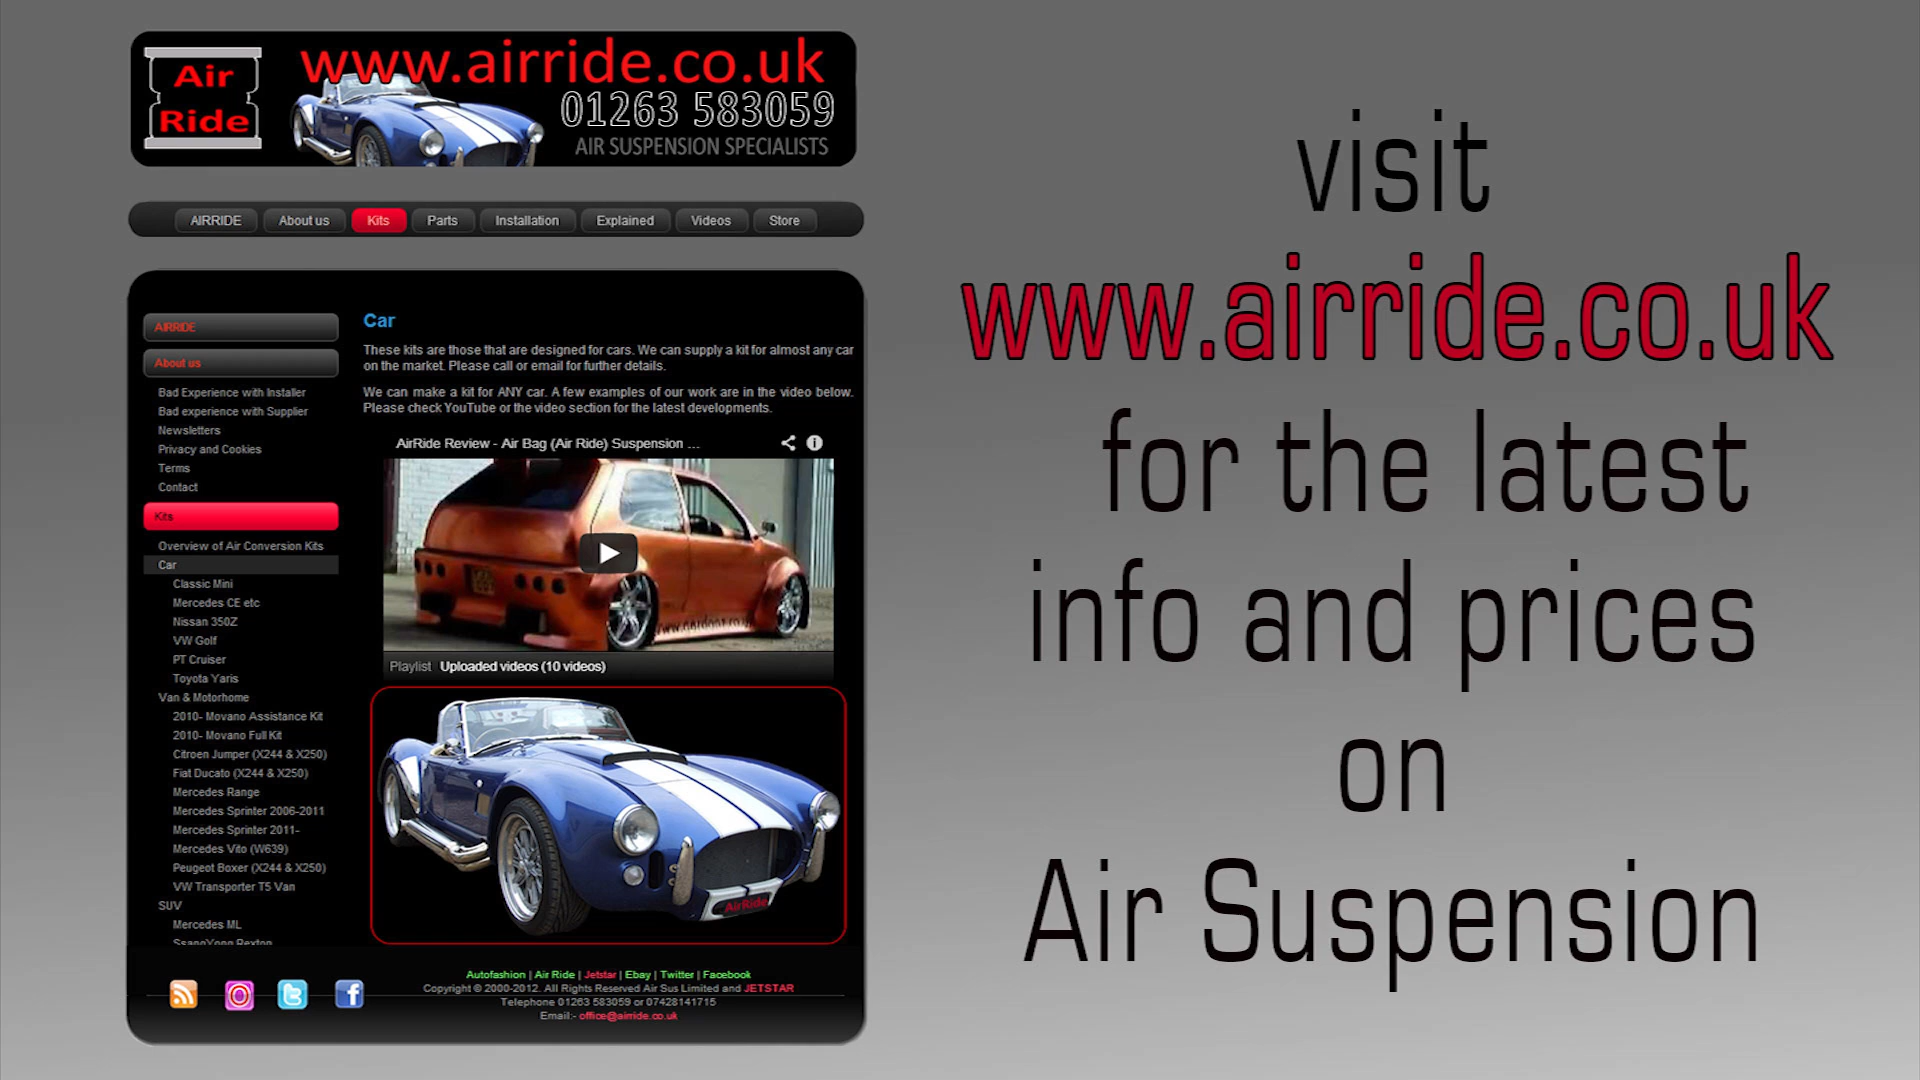 Air
Ride
www.airride.co.uk
01263 583059
AIR SUSPENSION SPECIALISTS
AIRRIDE
About us
Kits
Parts
Installation
Explained
Videos
Store
AIRRIDE
About us
Bad Experience with Installer
Bad experience with Supplier
Newsletters
Privacy and Cookies
Terms
Contact
Kits
Overview of Air Conversion Kits
Car
Classic Mini
Mercedes CE etc
Nissan 350Z
VW Golf
PT Cruiser
Toyota Yaris
Van & Motorhome
2010- Movano Assistance Kit
2010- Movano Full Kit
Citroen Jumper (X244 & X250)
Fiat Ducato (X244 & X250)
Mercedes Range
Mercedes Sprinter 2006-2011
Mercedes Sprinter 2011-
Mercedes Vito (W639)
Peugeot Boxer (X244 & X250)
VW Transporter T5 Van
SUV
Mercedes ML
SsangYong Rexton
Car
These kits are those that are designed for cars. We can supply a kit for almost any car
on the market. Please call or email for further details.
We can make a kit for ANY car. A few examples of our work are in the video below.
Please check YouTube or the video section for the latest developments.
AirRide Review - Air Bag (Air Ride) Suspension ...
Playlist Uploaded videos (10 videos)
AirRide
Autofashion | Air Ride | Jetstar | Ebay | Twitter | Facebook
Copyright © 2000-2012. All Rights Reserved Air Sus Limited and JETSTAR
Telephone 01263 583059 or 07428141715
Email:- office@airride.co.uk
visit
www.airride.co.uk
for the latest
info and prices
on
Air Suspension